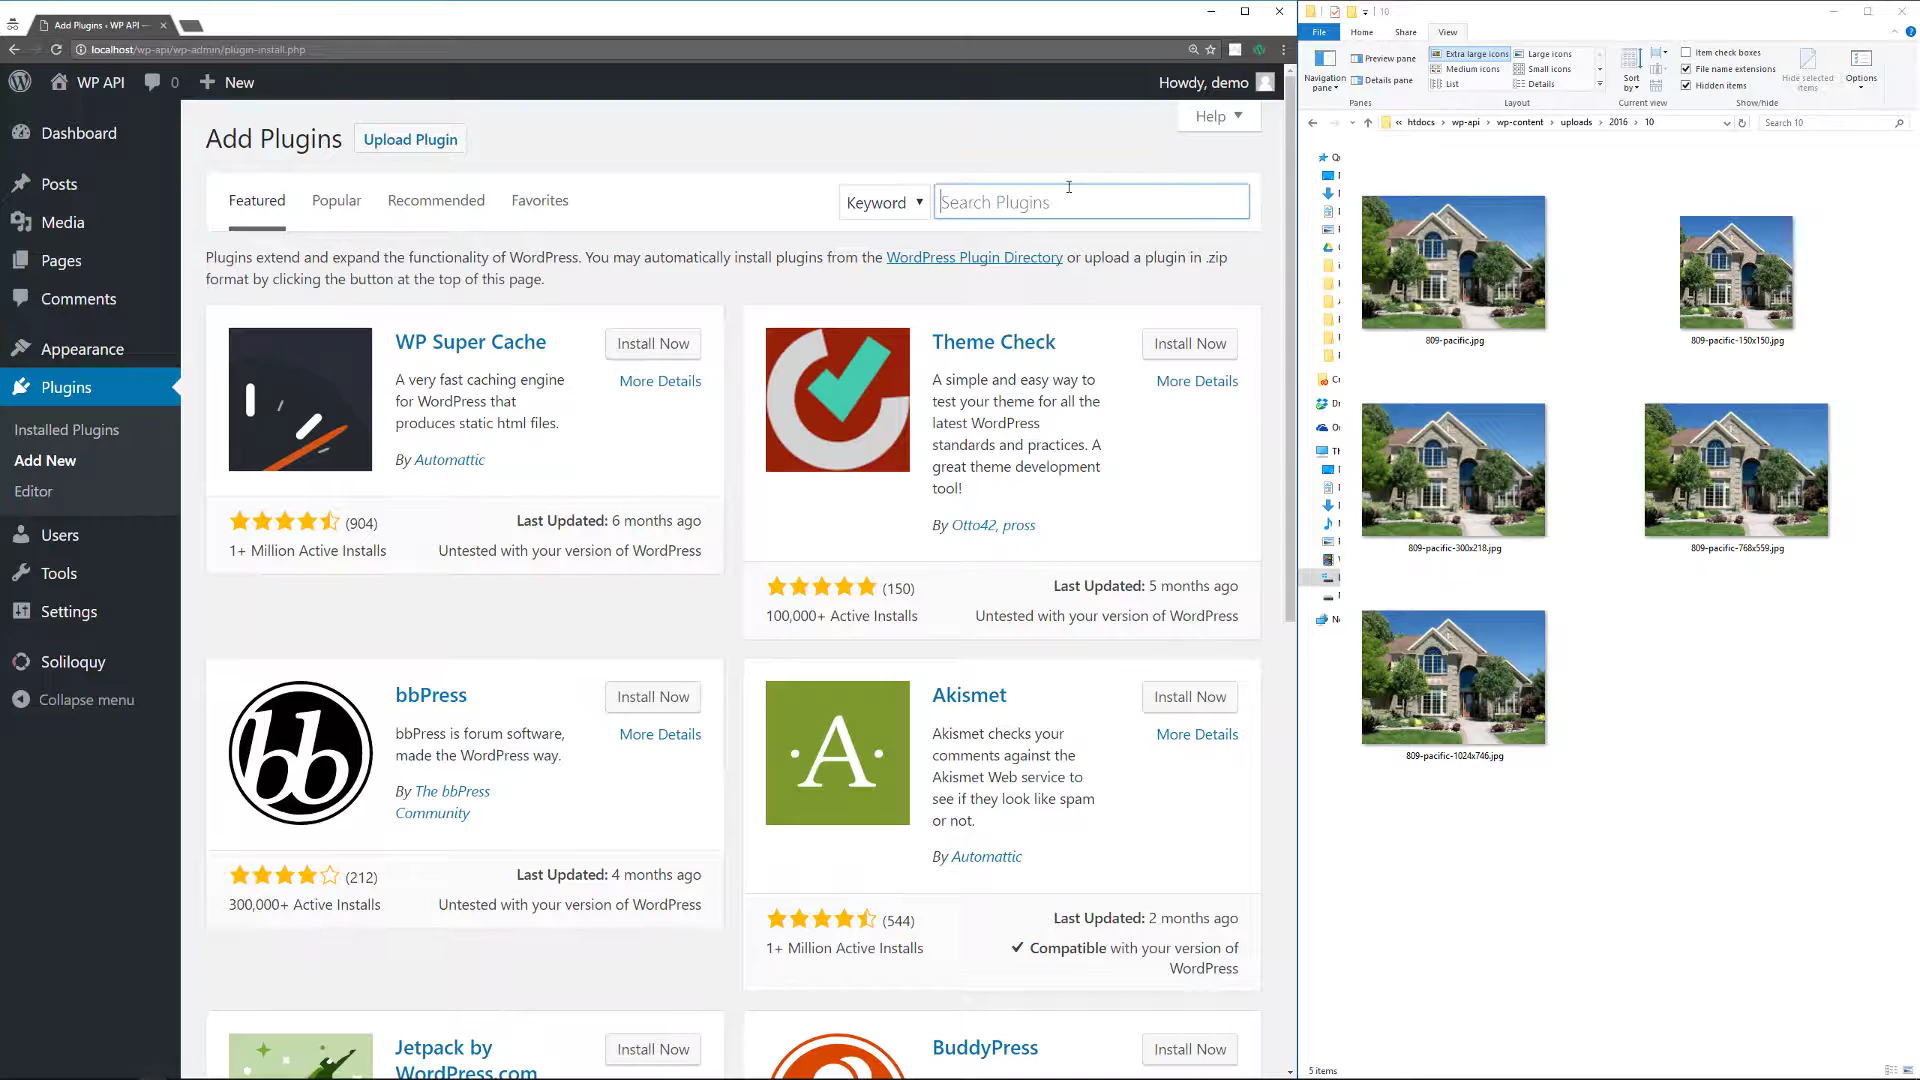 Add Plugins ‹ WP API —
localhost/wp-api/wp-admin/plugin-install.php
WP API
0
New
Howdy, demo
Dashboard
Posts
Media
Pages
Comments
Appearance
Plugins
Installed Plugins
Add New
Editor
Users
Tools
Settings
Soliloquy
Collapse menu
Help
Add Plugins
Upload Plugin
Featured
Popular
Recommended
Favorites
Keyword
Search Plugins
Plugins extend and expand the functionality of WordPress. You may automatically install plugins from the WordPress Plugin Directory or upload a plugin in .zip
format by clicking the button at the top of this page.
WP Super Cache
Install Now
More Details
A very fast caching engine
for WordPress that
produces static html files.
By Automattic
(904)
Last Updated: 6 months ago
1+ Million Active Installs
Untested with your version of WordPress
Theme Check
Install Now
More Details
A simple and easy way to
test your theme for all the
latest WordPress
standards and practices. A
great theme development
tool!
By Otto42, pross
(150)
Last Updated: 5 months ago
100,000+ Active Installs
Untested with your version of WordPress
bbPress
Install Now
More Details
bbPress is forum software,
made the WordPress way.
By The bbPress
Community
(212)
Last Updated: 4 months ago
300,000+ Active Installs
Untested with your version of WordPress
Akismet
Install Now
More Details
Akismet checks your
comments against the
Akismet Web service to
see if they look like spam
or not.
By Automattic
(544)
Last Updated: 2 months ago
1+ Million Active Installs
Compatible with your version of
WordPress
Jetpack by
WordPress.com
Install Now
BuddyPress
Install Now
10
File
Home
Share
View
Navigation
pane
Preview pane
Details pane
Panes
Extra large icons
Large icons
Medium icons
Small icons
List
Details
Layout
Sort
by
Current view
Item check boxes
File name extensions
Hidden items
Hide selected
items
Show/hide
Options
« htdocs › wp-api › wp-content › uploads › 2016 › 10
Search 10
809-pacific.jpg
809-pacific-150x150.jpg
809-pacific-300x218.jpg
809-pacific-768x559.jpg
809-pacific-1024x746.jpg
5 items